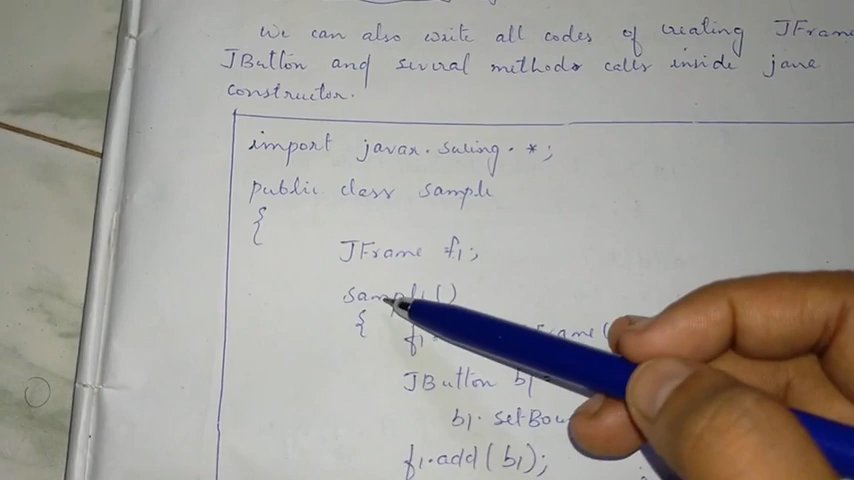 We can also write all codes of creating JFrame
JButton and several methods calls inside java
constructor.
import javax.swing.*;
public class sample
{
JFrame f1;
sample()
{ f1
JButton b1
b1.setBou
f1.add(b1);